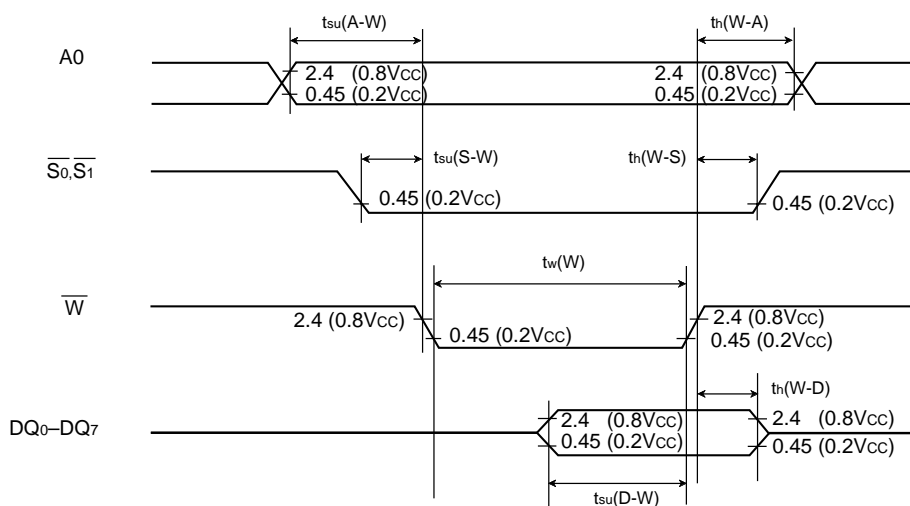 tsu(A-W) th(W-A)
A0
2.4 (0.8VCC) 2.4 (0.8VCC)
0.45 (0.2VCC) 0.45 (0.2VCC)
S0,S1 tsu(S-W) th(W-S)
0.45 (0.2VCC) 0.45 (0.2VCC)
tw(W)
W
2.4 (0.8VCC) 2.4 (0.8VCC)
0.45 (0.2VCC) 0.45 (0.2VCC)
th(W-D)
DQ0–DQ7 2.4 (0.8VCC) 2.4 (0.8VCC)
0.45 (0.2VCC) 0.45 (0.2VCC)
tsu(D-W)